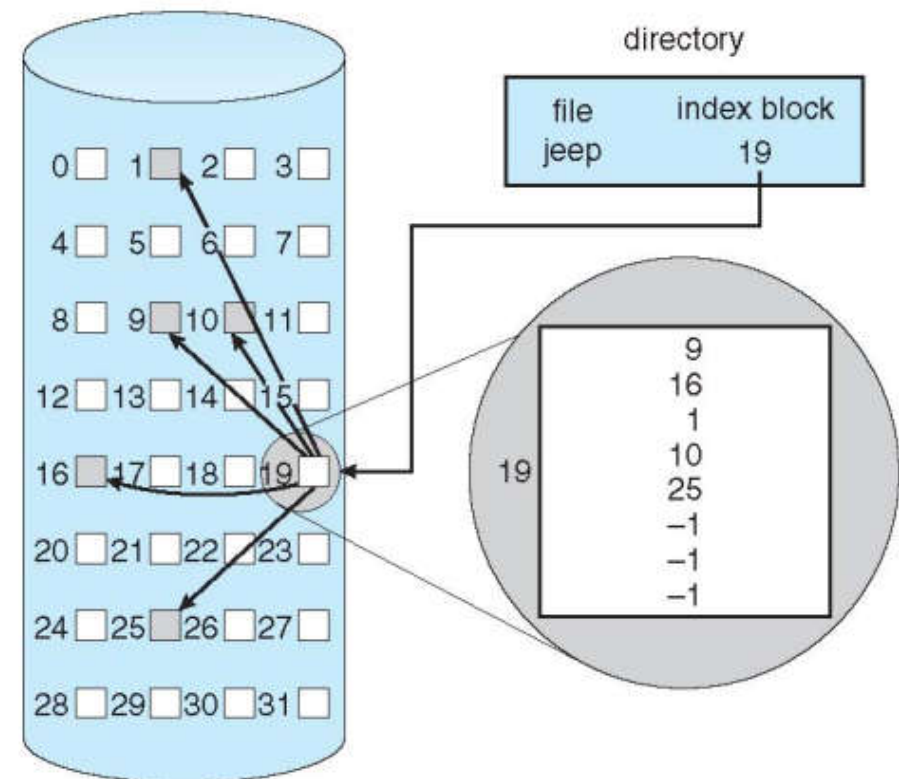 directory
file index block
jeep 19
0 1 2 3
4 5 6 7
8 9 10 11
12 13 14 15
16 17 18 19
20 21 22 23
24 25 26 27
28 29 30 31
19
9
16
1
10
25
–1
–1
–1